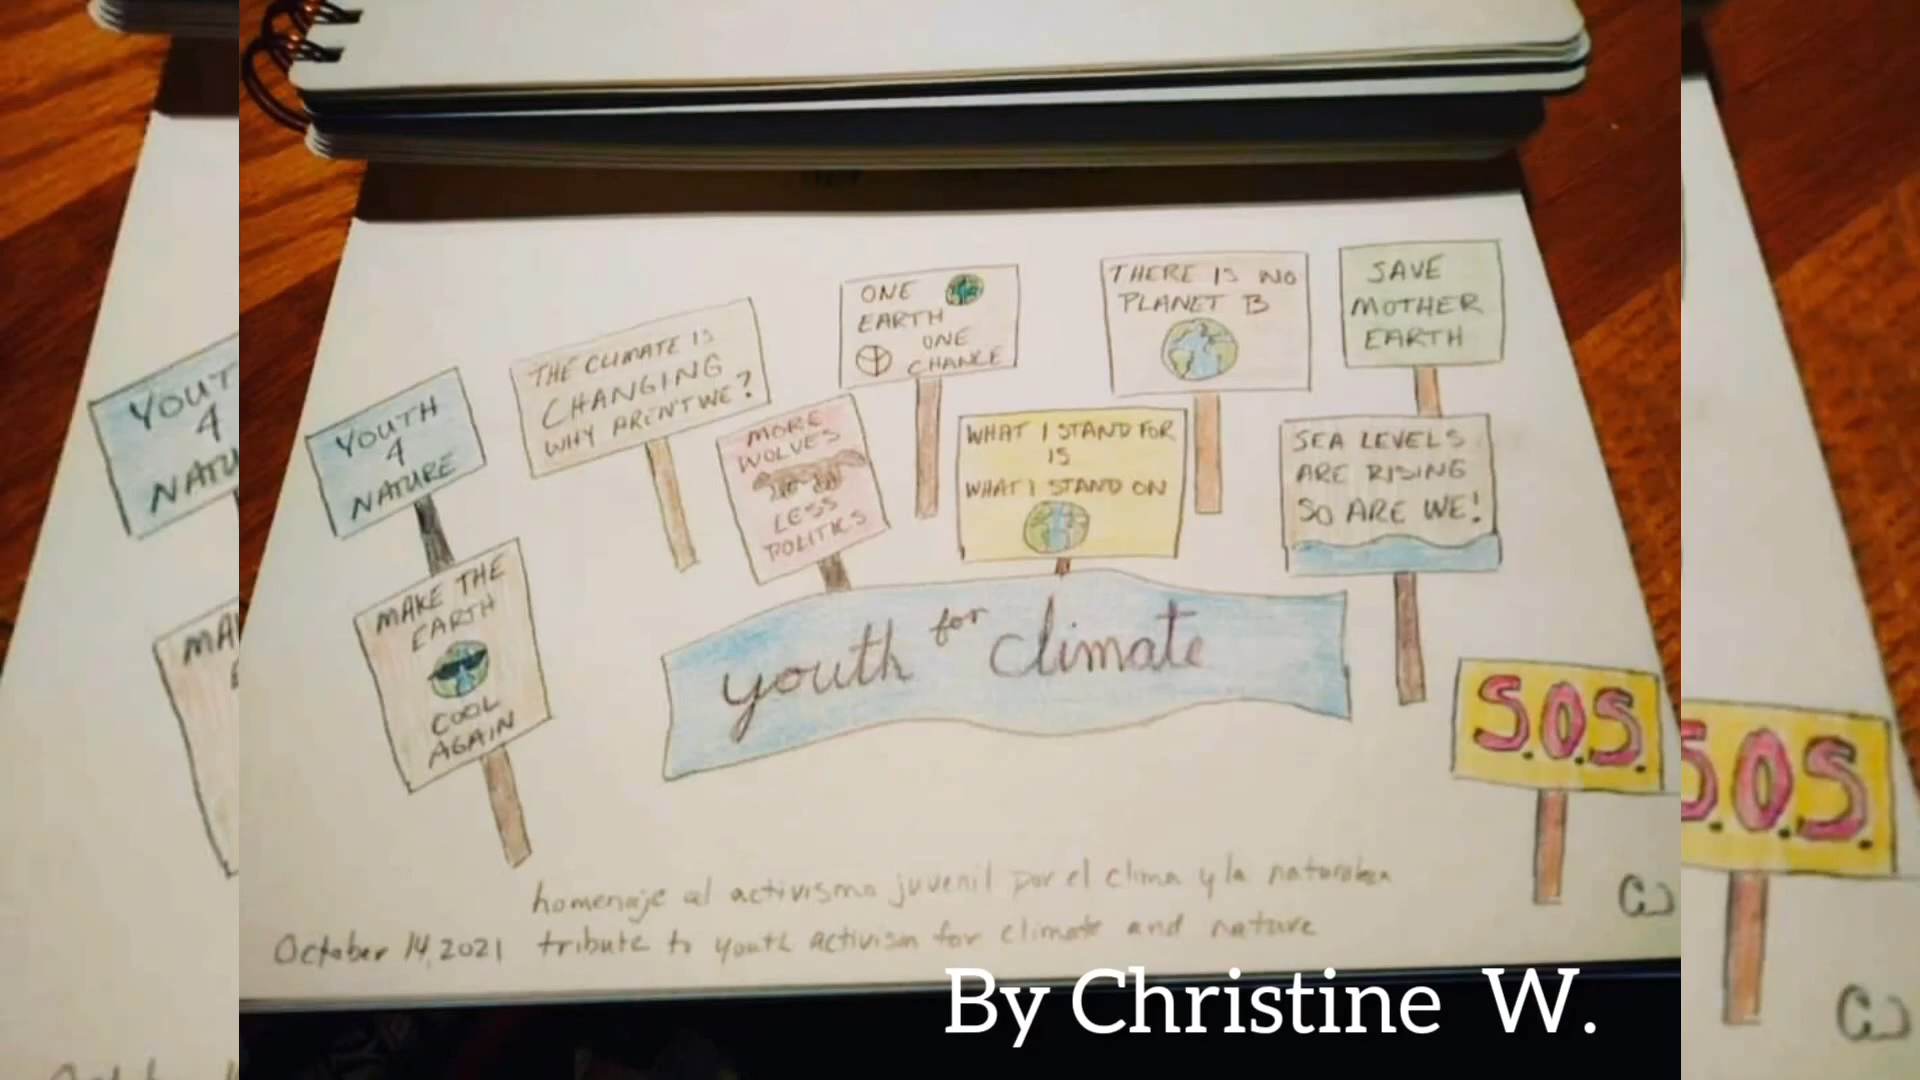 YOUTH
4
NATURE
THE CLIMATE IS
CHANGING
WHY AREN'T WE?
ONE
EARTH
ONE
CHANCE
THERE IS NO
PLANET B
SAVE
MOTHER
EARTH
MORE
WOLVES
LESS
POLITICS
WHAT I STAND FOR
IS
WHAT I STAND ON
SEA LEVELS
ARE RISING
SO ARE WE!
MAKE THE
EARTH
COOL
AGAIN
youth for climate
S.O.S.
homenaje al activismo juvenil por el clima y la naturaleza
October 14, 2021 tribute to youth activism for climate and nature
CW
By Christine W.